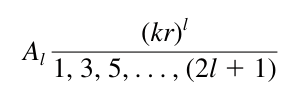 A_l \frac{(kr)^l}{1, 3, 5, \ldots, (2l + 1)}